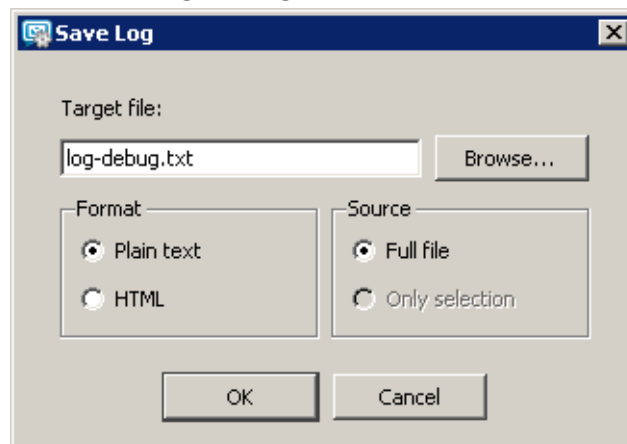 Save Log
Target file:
log-debug.txt
Browse...
Format
Source
Plain text
Full file
HTML
Only selection
OK
Cancel